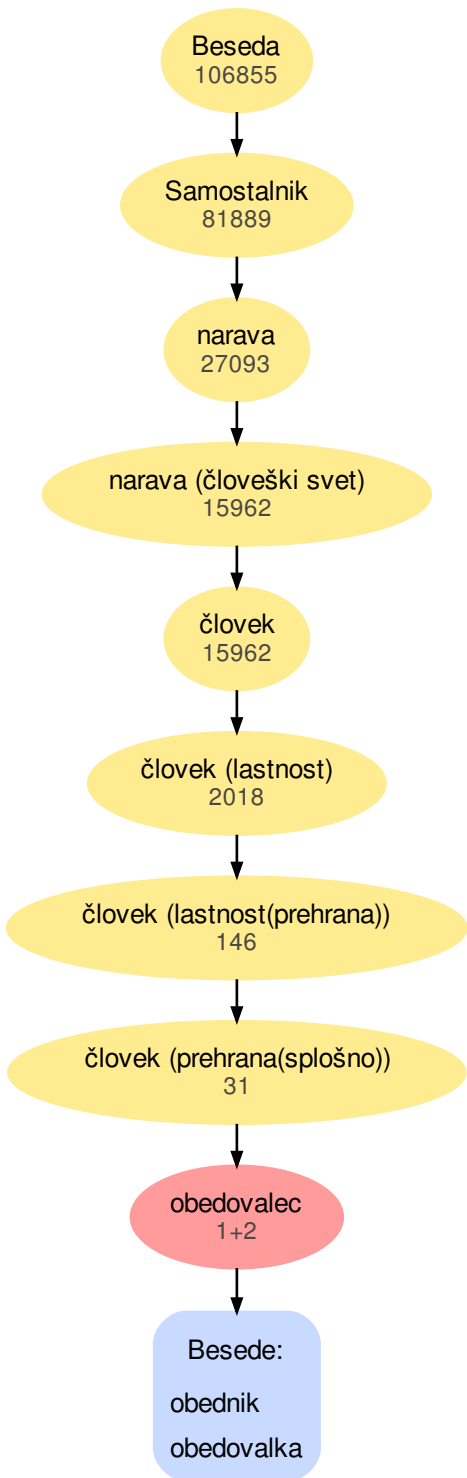 Beseda
106855
Samostalnik
81889
narava
27093
narava (človeški svet)
15962
človek
15962
človek (lastnost)
2018
človek (lastnost(prehrana))
146
človek (prehrana(splošno))
31
obedovalec
1+2
Besede:
obednik
obedovalka